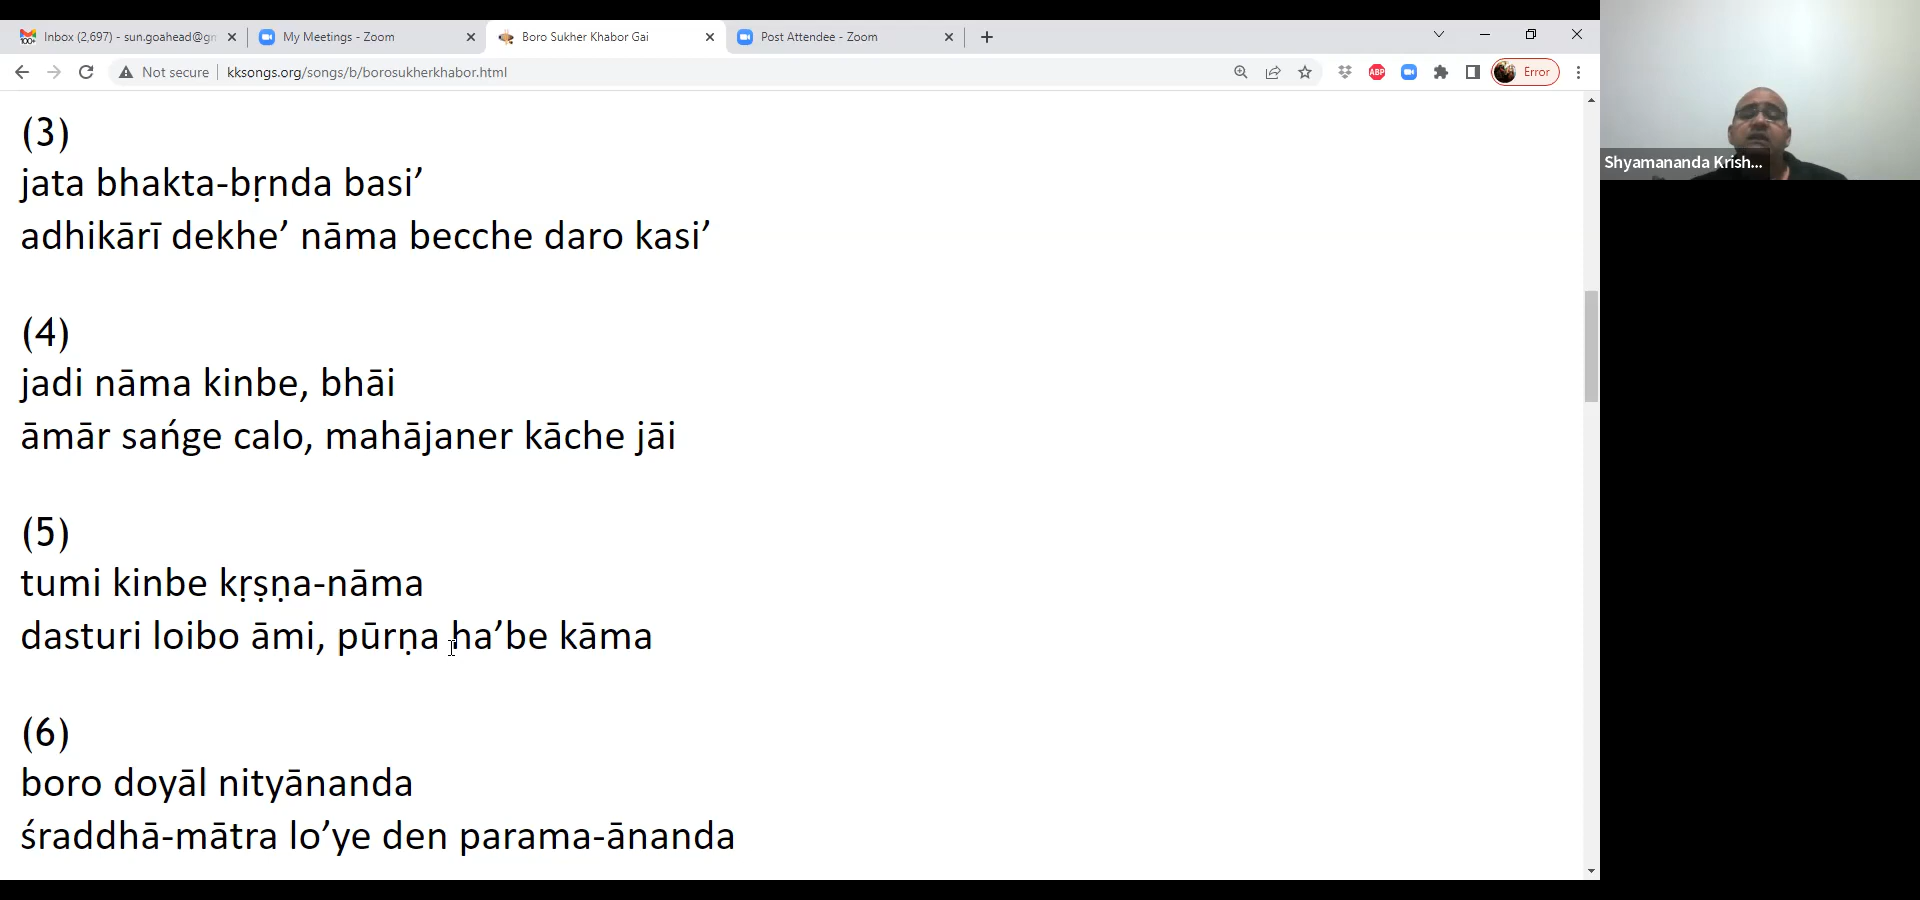 Inbox (2,697) - sun.goahead@gm
My Meetings - Zoom
Boro Sukher Khabor Gai
Post Attendee - Zoom
Not secure
kksongs.org/songs/b/borosukherkhabor.html
ABP
Error
(3)
jata bhakta-bṛnda basi’
adhikārī dekhe’ nāma becche daro kasi’
(4)
jadi nāma kinbe, bhāi
āmār sańge calo, mahājaner kāche jāi
(5)
tumi kinbe kṛṣṇa-nāma
dasturi loibo āmi, pūrṇa ha’be kāma
(6)
boro doyāl nityānanda
śraddhā-mātra lo’ye den parama-ānanda
Shyamananda Krish...